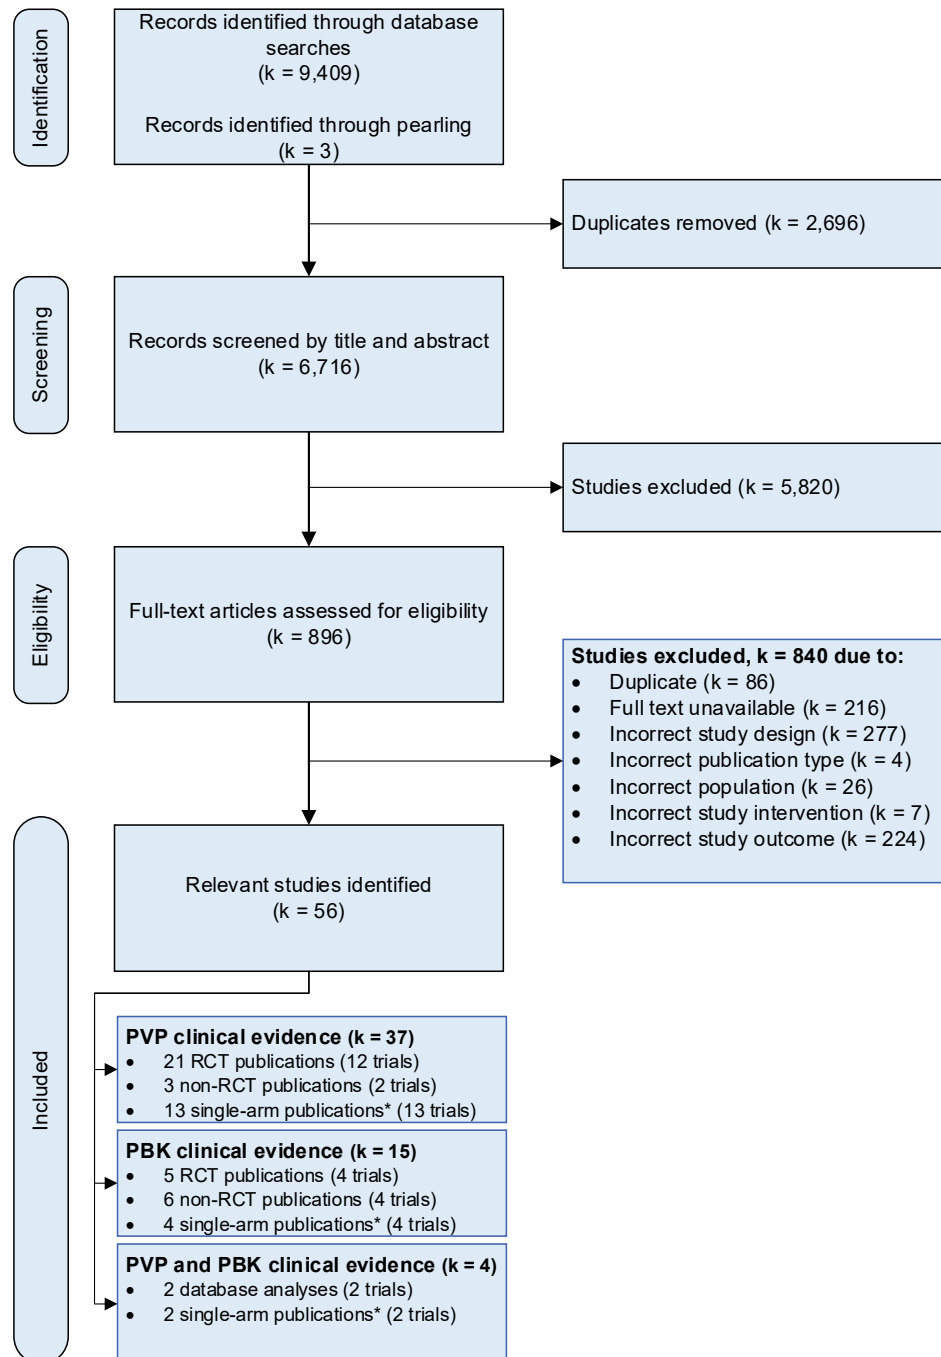 Identification
Records identified through database
searches
(k = 9,409)
Records identified through pearling
(k = 3)
Duplicates removed (k = 2,696)
Screening
Records screened by title and abstract
(k = 6,716)
Studies excluded (k = 5,820)
Eligibility
Full-text articles assessed for eligibility
(k = 896)
Studies excluded, k = 840 due to:
• Duplicate (k = 86)
• Full text unavailable (k = 216)
• Incorrect study design (k = 277)
• Incorrect publication type (k = 4)
• Incorrect population (k = 26)
• Incorrect study intervention (k = 7)
• Incorrect study outcome (k = 224)
Included
Relevant studies identified
(k = 56)
PVP clinical evidence (k = 37)
• 21 RCT publications (12 trials)
• 3 non-RCT publications (2 trials)
• 13 single-arm publications* (13 trials)
PBK clinical evidence (k = 15)
• 5 RCT publications (4 trials)
• 6 non-RCT publications (4 trials)
• 4 single-arm publications* (4 trials)
PVP and PBK clinical evidence (k = 4)
• 2 database analyses (2 trials)
• 2 single-arm publications* (2 trials)